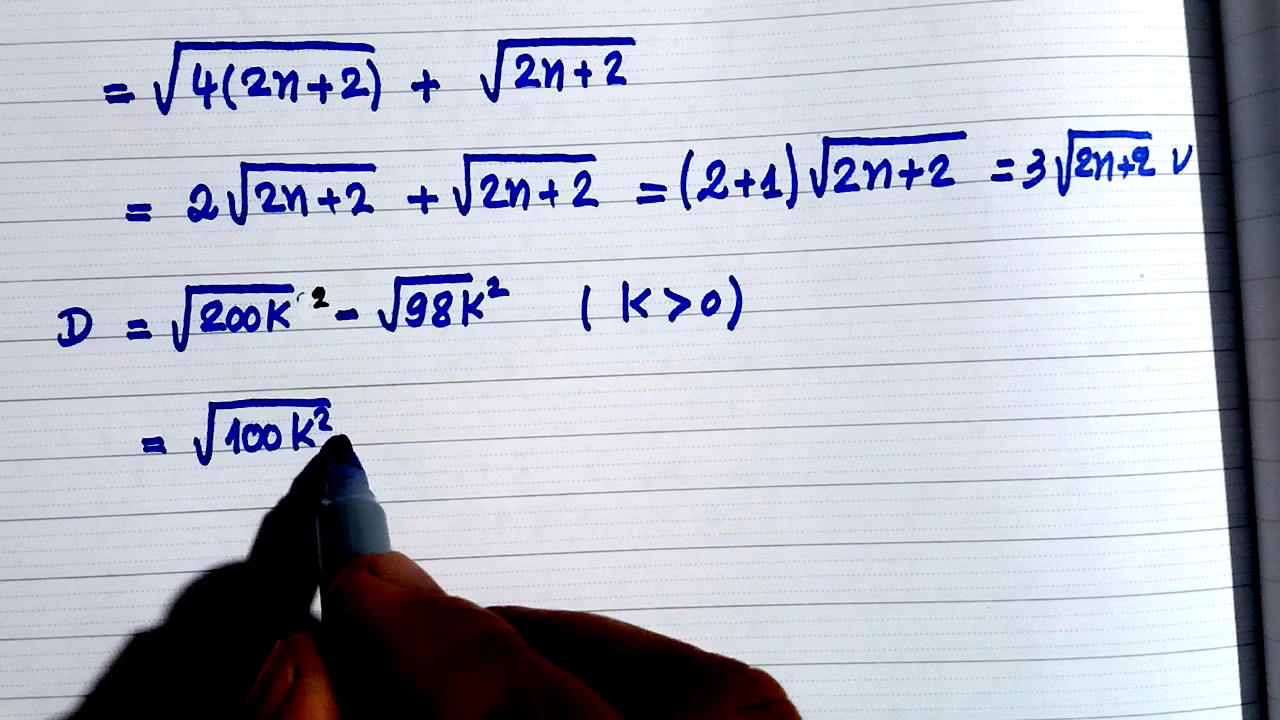 = √4(2n+2) + √2n+2
= 2√2n+2 + √2n+2 = (2+1)√2n+2 = 3√2n+2 ν
D = √200K² - √98K² ( K > 0)
= √100K²